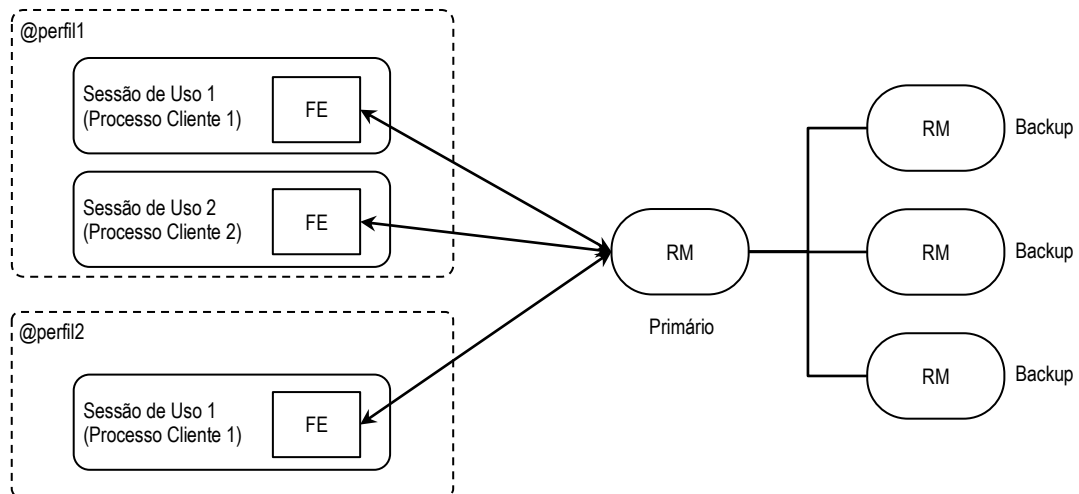 @perfil1
Sessão de Uso 1
(Processo Cliente 1)
FE
Sessão de Uso 2
(Processo Cliente 2)
FE
@perfil2
Sessão de Uso 1
(Processo Cliente 1)
FE
RM
Primário
RM
Backup
RM
Backup
RM
Backup